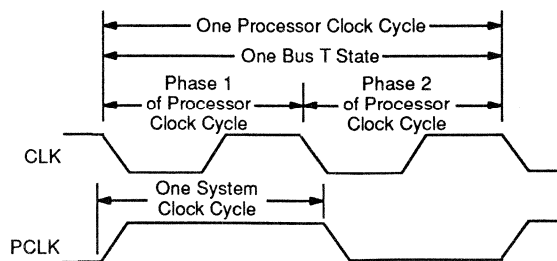 One Processor Clock Cycle
One Bus T State
Phase 1
of Processor
Clock Cycle
Phase 2
of Processor
Clock Cycle
CLK
One System
Clock Cycle
PCLK